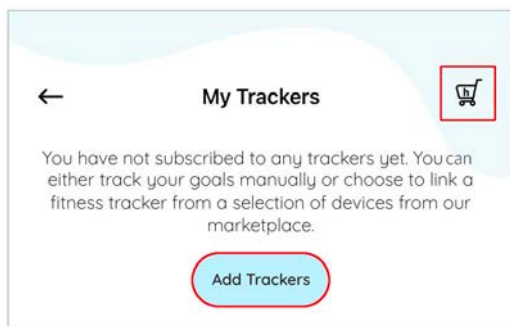 My Trackers
h
You have not subscribed to any trackers yet. You can
either track your goals manually or choose to link a
fitness tracker from a selection of devices from our
marketplace.
Add Trackers